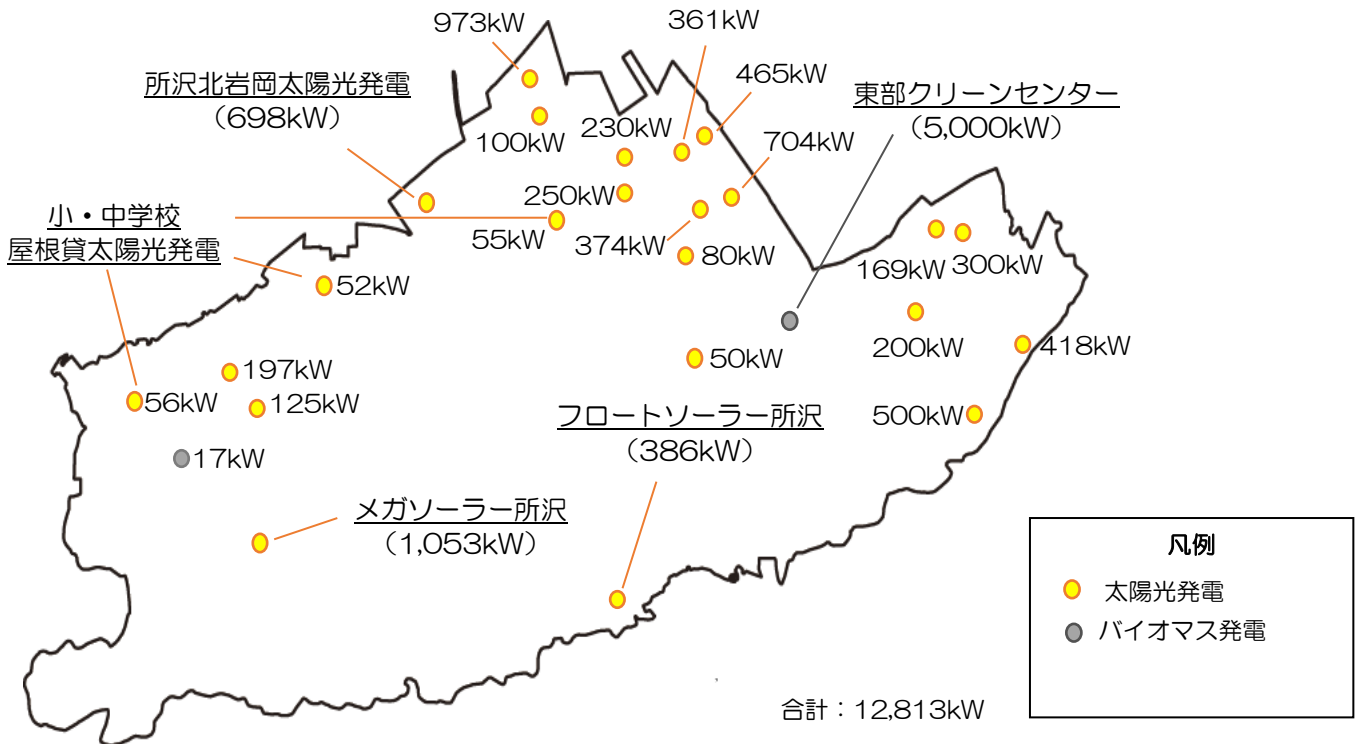 973kW
361kW
所沢北岩岡太陽光発電
(698kW)
465kW
東部クリーンセンター
(5,000kW)
100kW
230kW
704kW
250kW
小・中学校
屋根貸太陽光発電
55kW
374kW
80kW
169kW
300kW
52kW
200kW
418kW
50kW
197kW
56kW
125kW
フロートソーラー所沢
(386kW)
500kW
17kW
メガソーラー所沢
(1,053kW)
凡例
太陽光発電
バイオマス発電
合計：12,813kW